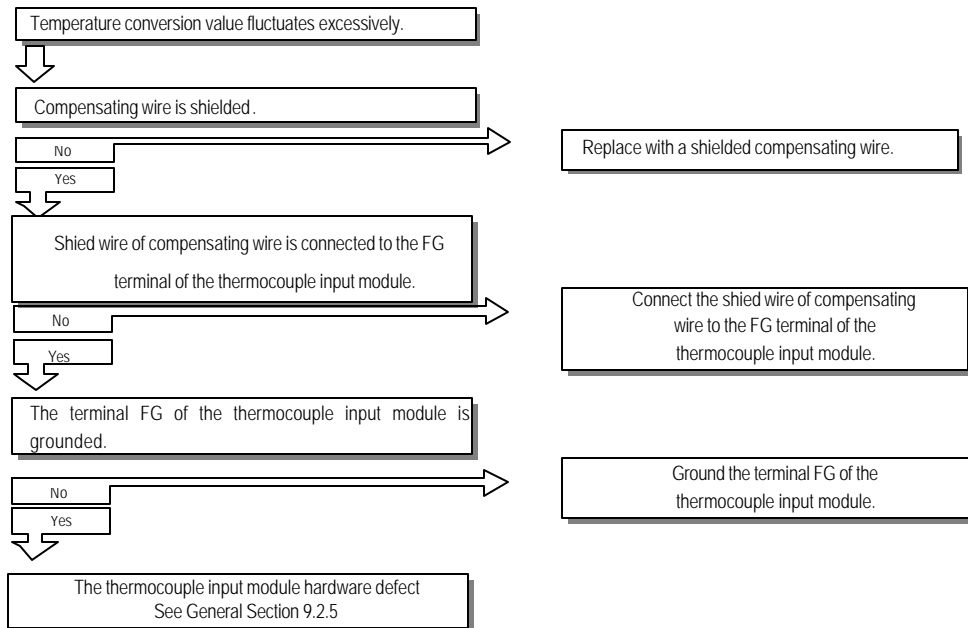 Temperature conversion value fluctuates excessively.
Compensating wire is shielded.
No
Replace with a shielded compensating wire.
Yes
Shied wire of compensating wire is connected to the FG
terminal of the thermocouple input module.
No
Connect the shied wire of compensating
wire to the FG terminal of the
thermocouple input module.
Yes
The terminal FG of the thermocouple input module is
grounded.
No
Ground the terminal FG of the
thermocouple input module.
Yes
The thermocouple input module hardware defect
See General Section 9.2.5